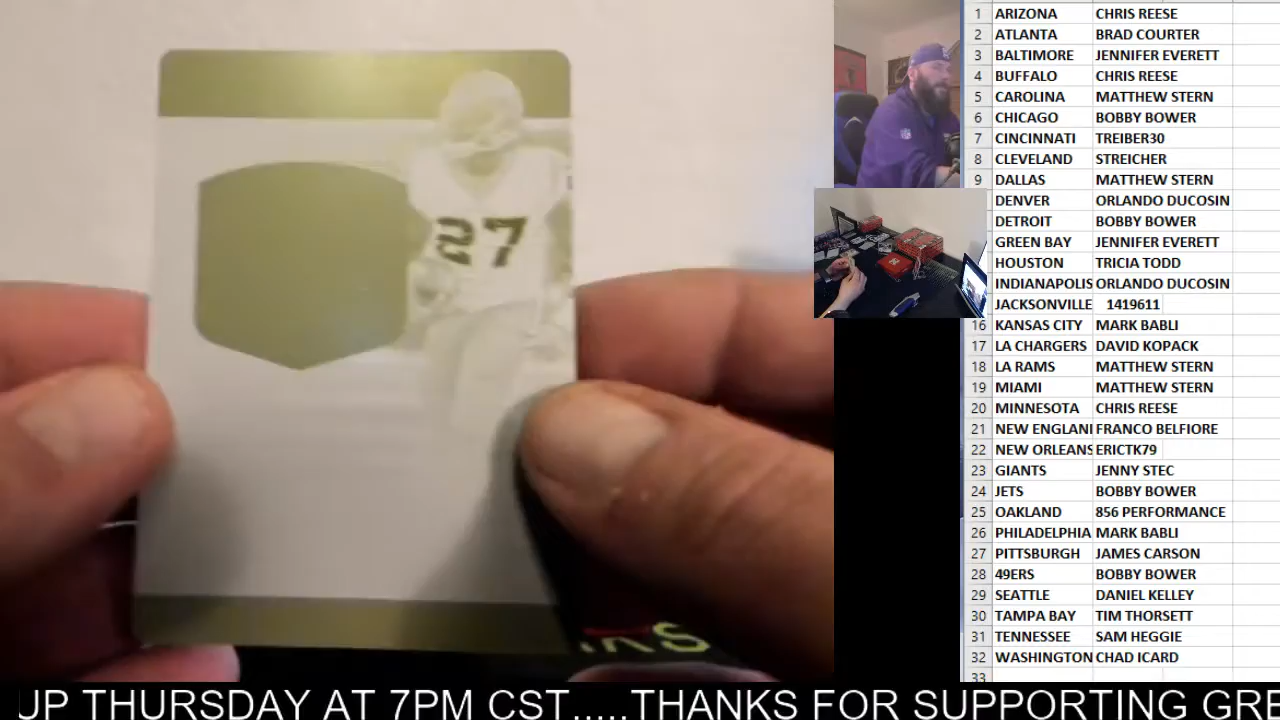 27
1 ARIZONA CHRIS REESE
2 ATLANTA BRAD COURTER
3 BALTIMORE JENNIFER EVERETT
4 BUFFALO CHRIS REESE
5 CAROLINA MATTHEW STERN
6 CHICAGO BOBBY BOWER
7 CINCINNATI TREIBER30
8 CLEVELAND STREICHER
9 DALLAS MATTHEW STERN
DENVER ORLANDO DUCOSIN
DETROIT BOBBY BOWER
GREEN BAY JENNIFER EVERETT
HOUSTON TRICIA TODD
INDIANAPOLIS ORLANDO DUCOSIN
JACKSONVILLE 1419611
16 KANSAS CITY MARK BABLI
17 LA CHARGERS DAVID KOPACK
18 LA RAMS MATTHEW STERN
19 MIAMI MATTHEW STERN
20 MINNESOTA CHRIS REESE
21 NEW ENGLAN FRANCO BELFIORE
22 NEW ORLEANS ERICTK79
23 GIANTS JENNY STEC
24 JETS BOBBY BOWER
25 OAKLAND 856 PERFORMANCE
26 PHILADELPHIA MARK BABLI
27 PITTSBURGH JAMES CARSON
28 49ERS BOBBY BOWER
29 SEATTLE DANIEL KELLEY
30 TAMPA BAY TIM THORSETT
31 TENNESSEE SAM HEGGIE
32 WASHINGTON CHAD ICARD
33
UP THURSDAY AT 7PM CST.....THANKS FOR SUPPORTING GRE